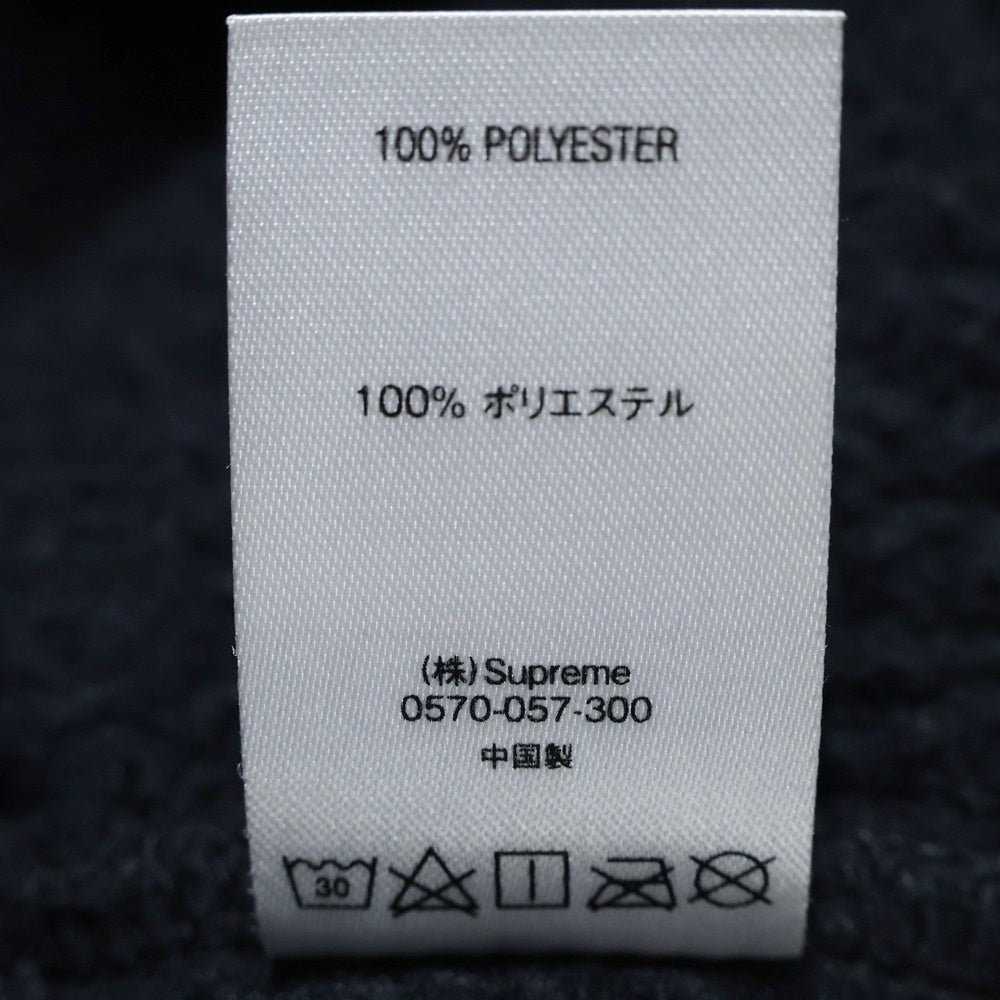 100% POLYESTER
100% ポリエステル
(株)Supreme
0570-057-300
中国製
30